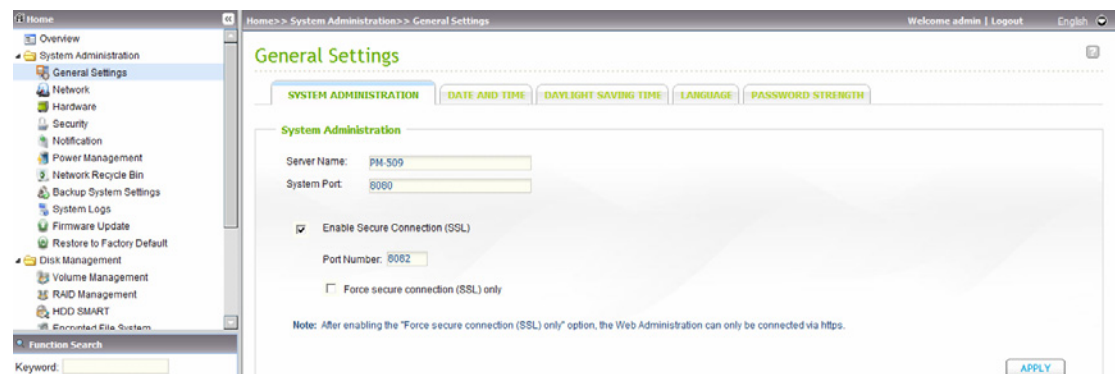 Home
Home>> System Administration>> General Settings
Welcome admin | Logout
English
Overview
System Administration
General Settings
Network
Hardware
Security
Notification
Power Management
Network Recycle Bin
Backup System Settings
System Logs
Firmware Update
Restore to Factory Default
Disk Management
Volume Management
RAID Management
HDD SMART
Encrypted File System
Function Search
Keyword:
General Settings
SYSTEM ADMINISTRATION
DATE AND TIME
DAYLIGHT SAVING TIME
LANGUAGE
PASSWORD STRENGTH
System Administration
Server Name: PM-509
System Port: 8080
Enable Secure Connection (SSL)
Port Number: 8082
Force secure connection (SSL) only
Note: After enabling the "Force secure connection (SSL) only" option, the Web Administration can only be connected via https.
APPLY